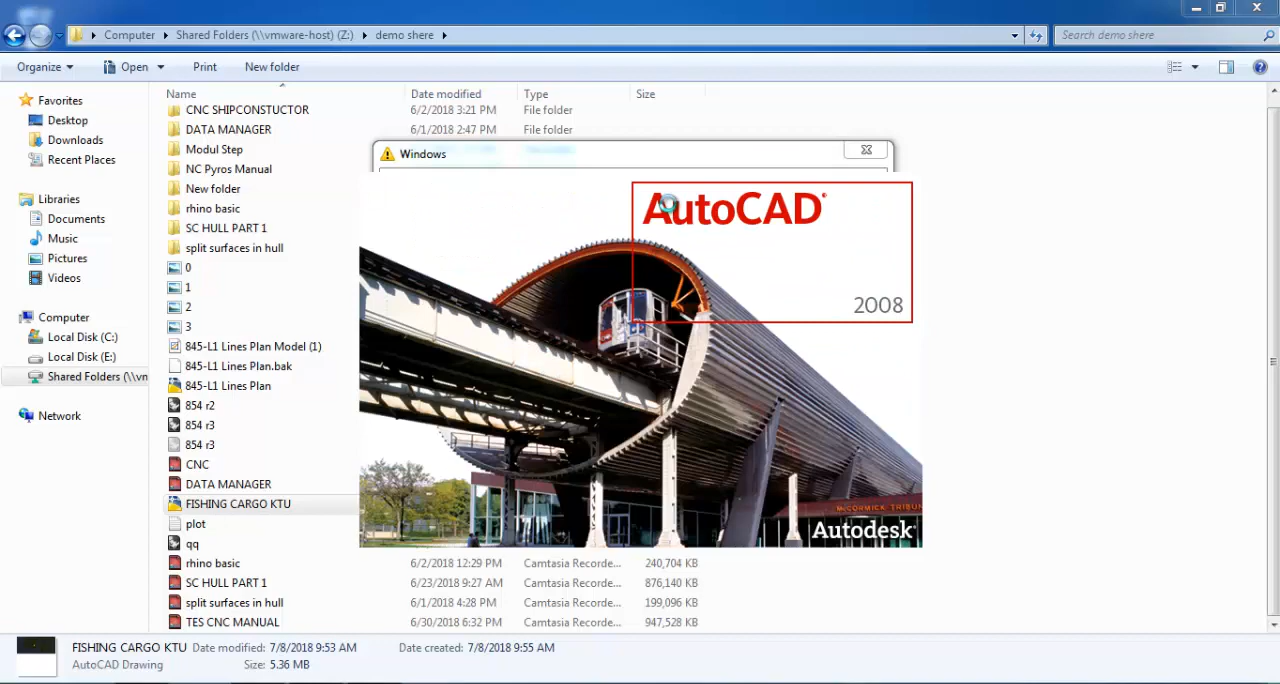 Computer Shared Folders (\\vmware-host) (Z:) demo shere Search demo shere
Organize Open Print New folder
Name Date modified Type Size
Favorites
Desktop
Downloads
Recent Places
Libraries
Documents
Music
Pictures
Videos
Computer
Local Disk (C:)
Local Disk (E:)
Shared Folders (\\vn
Network
CNC SHIPCONSTUCTOR 6/2/2018 3:21 PM File folder
DATA MANAGER 6/1/2018 2:47 PM File folder
Modul Step
NC Pyros Manual
New folder
rhino basic
SC HULL PART 1
split surfaces in hull
0
1
2
3
845-L1 Lines Plan Model (1)
845-L1 Lines Plan.bak
845-L1 Lines Plan
854 r2
854 r3
854 r3
CNC
DATA MANAGER
FISHING CARGO KTU
plot
qq
rhino basic 6/2/2018 12:29 PM Camtasia Recorde... 240,704 KB
SC HULL PART 1 6/23/2018 9:27 AM Camtasia Recorde... 876,140 KB
split surfaces in hull 6/1/2018 4:28 PM Camtasia Recorde... 199,096 KB
TES CNC MANUAL 6/30/2018 6:32 PM Camtasia Recorde... 947,528 KB
Windows
AutoCAD
2008
McCORMICK TRIBUN
Autodesk
FISHING CARGO KTU Date modified: 7/8/2018 9:53 AM Date created: 7/8/2018 9:55 AM
AutoCAD Drawing Size: 5.36 MB